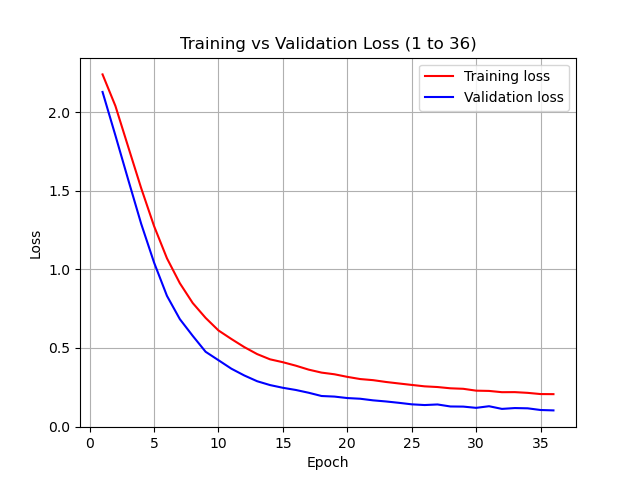 Training vs Validation Loss (1 to 36)
Training loss
Validation loss
2.0
1.5
1.0
0.5
0.0
Loss
0 5 10 15 20 25 30 35
Epoch